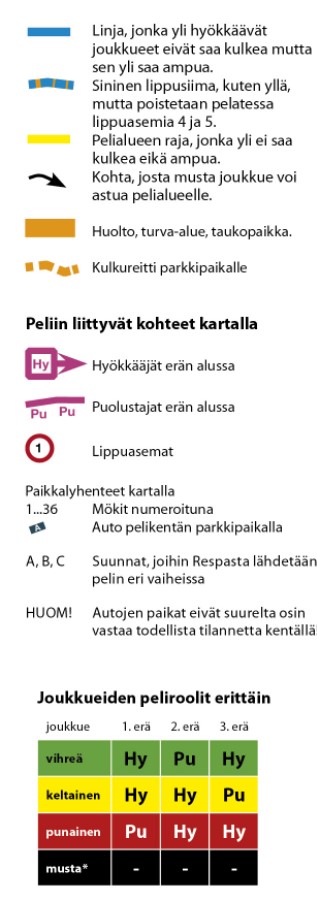 Linja, jonka yli hyökkäävät
joukkueet eivät saa kulkea mutta
sen yli saa ampua.
Sininen lippusiima, kuten yllä,
mutta poistetaan pelatessa
lippuasemia 4 ja 5.
Pelialueen raja, jonka yli ei saa
kulkea eikä ampua.
Kohta, josta musta joukkue voi
astua pelialueelle.
Huolto, turva-alue, taukopaikka.
Kulkureitti parkkipaikalle
Peliin liittyvät kohteet kartalla
Hy Hyökkääjät erän alussa
Pu Pu Puolustajat erän alussa
1 Lippuasemat
Paikkalyhenteet kartalla
1...36 Mökit numeroituna
A Auto pelikentän parkkipaikalla
A, B, C Suunnat, joihin Respasta lähdetään
pelin eri vaiheissa
HUOM! Autojen paikat eivät suurelta osin
vastaa todellista tilannetta kentällä
Joukkueiden peliroolit erittäin
joukkue 1. erä 2. erä 3. erä
vihreä Hy Pu Hy
keltainen Hy Hy Pu
punainen Pu Hy Hy
musta* - - -